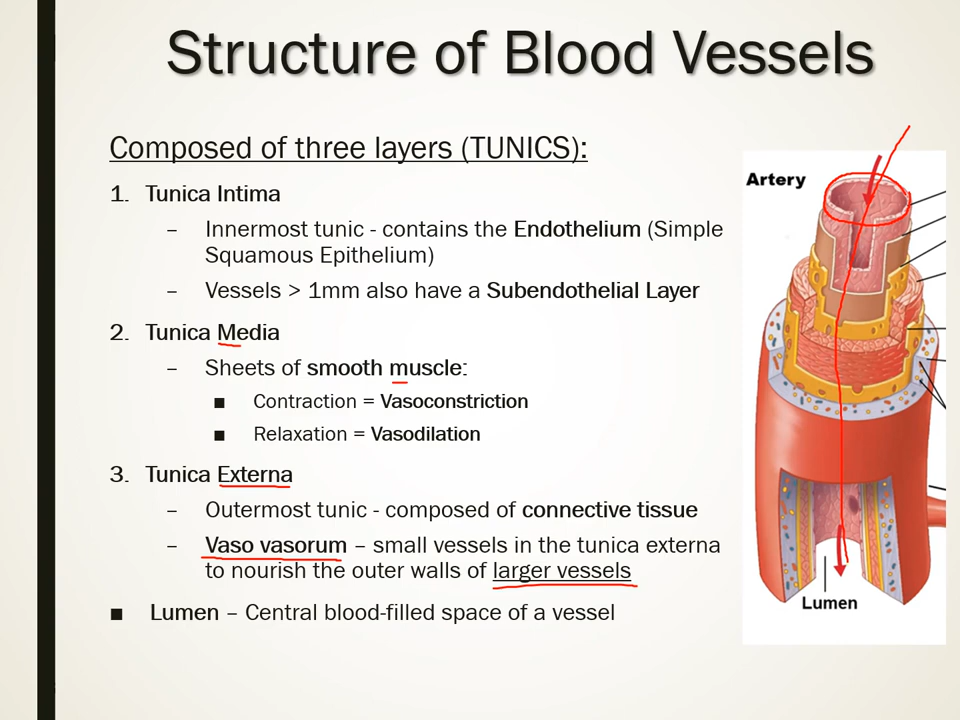 Structure of Blood Vessels
Composed of three layers (TUNICS):
1. Tunica Intima
– Innermost tunic - contains the Endothelium (Simple
Squamous Epithelium)
– Vessels > 1mm also have a Subendothelial Layer
2. Tunica Media
– Sheets of smooth muscle:
■ Contraction = Vasoconstriction
■ Relaxation = Vasodilation
3. Tunica Externa
– Outermost tunic - composed of connective tissue
– Vaso vasorum – small vessels in the tunica externa
to nourish the outer walls of larger vessels
■ Lumen – Central blood-filled space of a vessel
Artery
Lumen